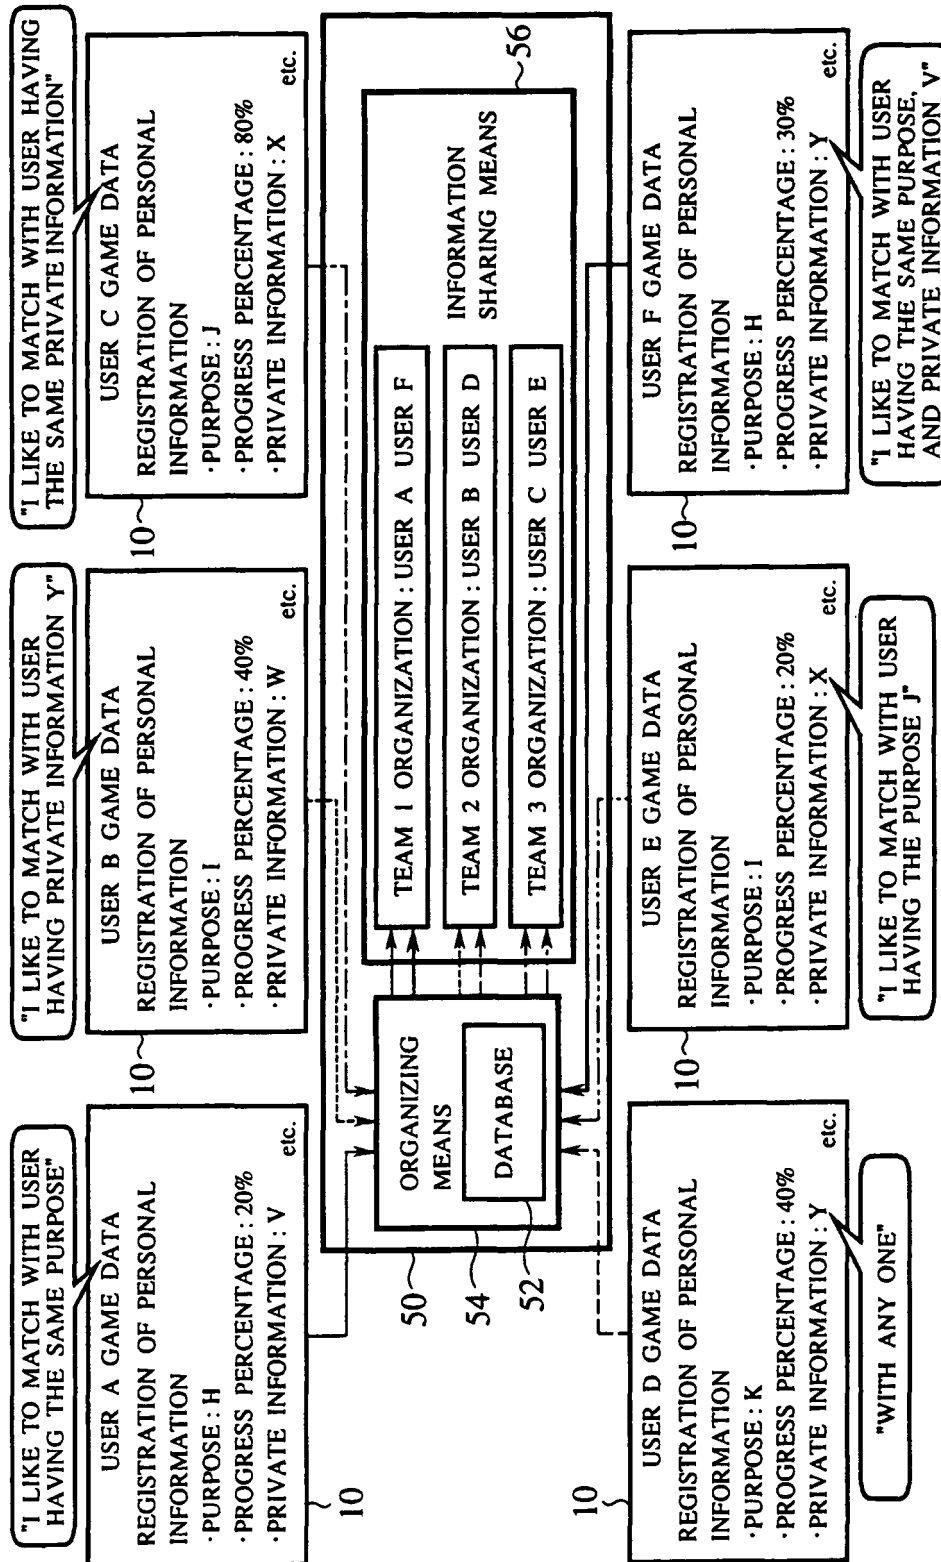 "I LIKE TO MATCH WITH USER
HAVING THE SAME PURPOSE"
USER A GAME DATA
REGISTRATION OF PERSONAL
INFORMATION
·PURPOSE : H
·PROGRESS PERCENTAGE : 20%
·PRIVATE INFORMATION : V
etc.
10
"I LIKE TO MATCH WITH USER
HAVING PRIVATE INFORMATION Y"
USER B GAME DATA
REGISTRATION OF PERSONAL
INFORMATION
·PURPOSE : I
·PROGRESS PERCENTAGE : 40%
·PRIVATE INFORMATION : W
etc.
10
"I LIKE TO MATCH WITH USER HAVING
THE SAME PRIVATE INFORMATION"
USER C GAME DATA
REGISTRATION OF PERSONAL
INFORMATION
·PURPOSE : J
·PROGRESS PERCENTAGE : 80%
·PRIVATE INFORMATION : X
etc.
10
ORGANIZING
MEANS
DATABASE
50
54
52
TEAM 1 ORGANIZATION : USER A USER F
TEAM 2 ORGANIZATION : USER B USER D
TEAM 3 ORGANIZATION : USER C USER E
INFORMATION
SHARING MEANS
56
USER D GAME DATA
REGISTRATION OF PERSONAL
INFORMATION
·PURPOSE : K
·PROGRESS PERCENTAGE : 40%
·PRIVATE INFORMATION : Y
etc.
10
"WITH ANY ONE"
USER E GAME DATA
REGISTRATION OF PERSONAL
INFORMATION
·PURPOSE : I
·PROGRESS PERCENTAGE : 20%
·PRIVATE INFORMATION : X
etc.
10
"I LIKE TO MATCH WITH USER
HAVING THE PURPOSE J"
USER F GAME DATA
REGISTRATION OF PERSONAL
INFORMATION
·PURPOSE : H
·PROGRESS PERCENTAGE : 30%
·PRIVATE INFORMATION : Y
etc.
10
"I LIKE TO MATCH WITH USER
HAVING THE SAME PURPOSE,
AND PRIVATE INFORMATION V"